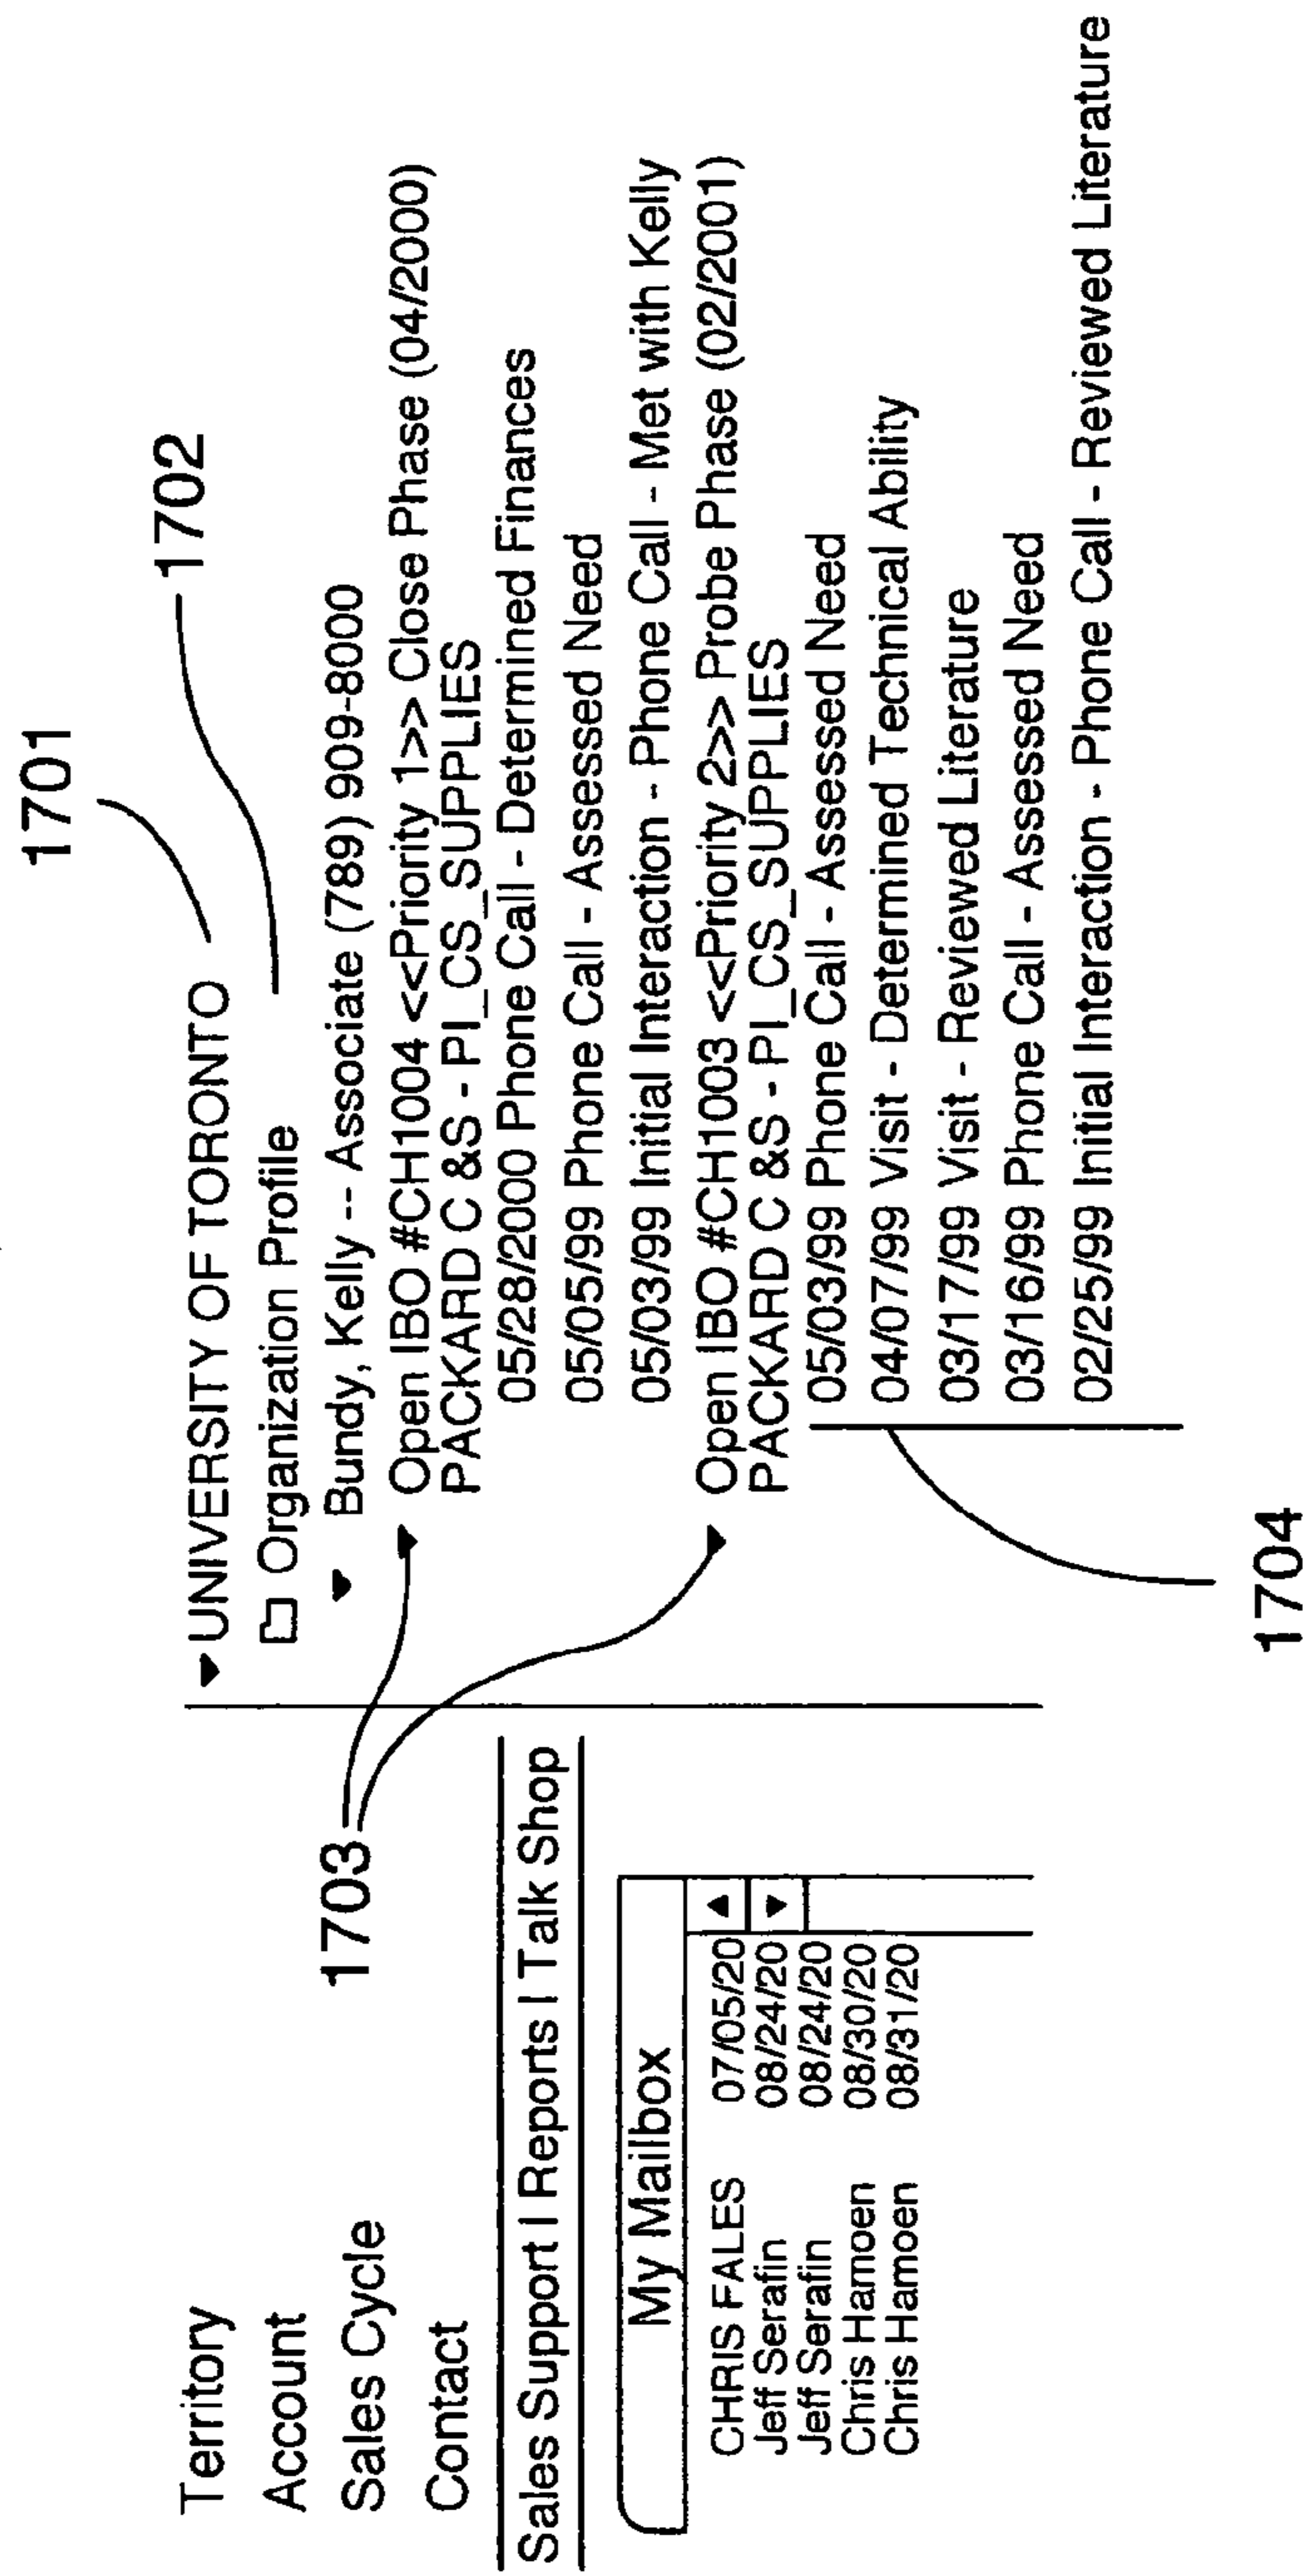 1701
1702
UNIVERSITY OF TORONTO
Organization Profile
Bundy, Kelly -- Associate (789) 909-8000
Open IBO #CH1004 <<Priority 1>> Close Phase (04/2000)
PACKARD C &S - PI_CS_SUPPLIES
05/28/2000 Phone Call - Determined Finances
05/05/99 Phone Call - Assessed Need
05/03/99 Initial Interaction - Phone Call - Met with Kelly
Open IBO #CH1003 <<Priority 2>> Probe Phase (02/2001)
PACKARD C &S - PI_CS_SUPPLIES
05/03/99 Phone Call - Assessed Need
04/07/99 Visit - Determined Technical Ability
03/17/99 Visit - Reviewed Literature
03/16/99 Phone Call - Assessed Need
02/25/99 Initial Interaction - Phone Call - Reviewed Literature
1703
1704
Territory
Account
Sales Cycle
Contact
Sales Support | Reports | Talk Shop
My Mailbox
CHRIS FALES 07/05/20
Jeff Serafin 08/24/20
Jeff Serafin 08/24/20
Chris Hamoen 08/30/20
Chris Hamoen 08/31/20